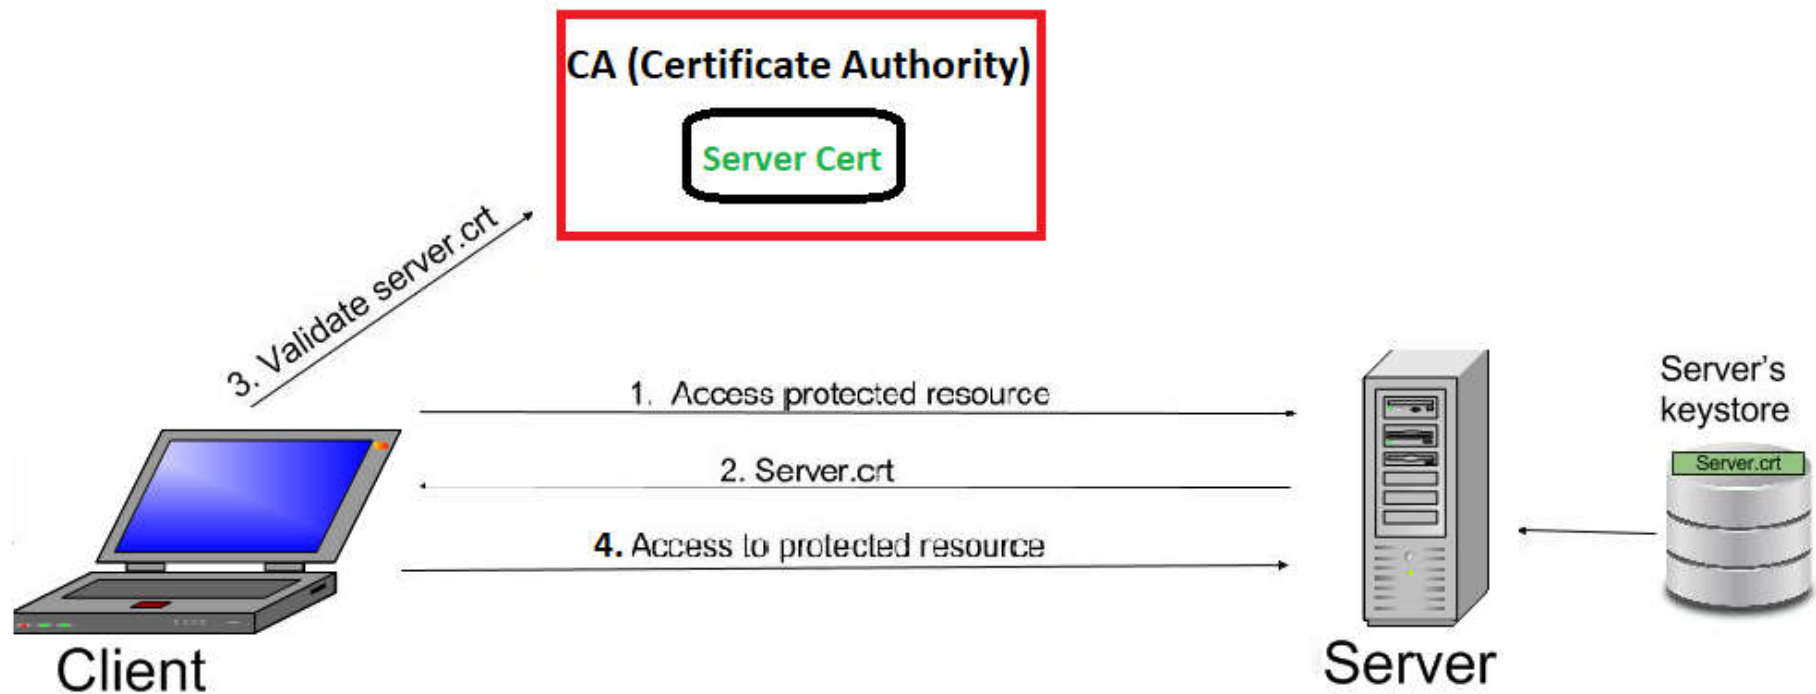 CA (Certificate Authority)
Server Cert
3. Validate server.crt
1. Access protected resource
2. Server.crt
4. Access to protected resource
Server's
keystore
Server.crt
Client
Server